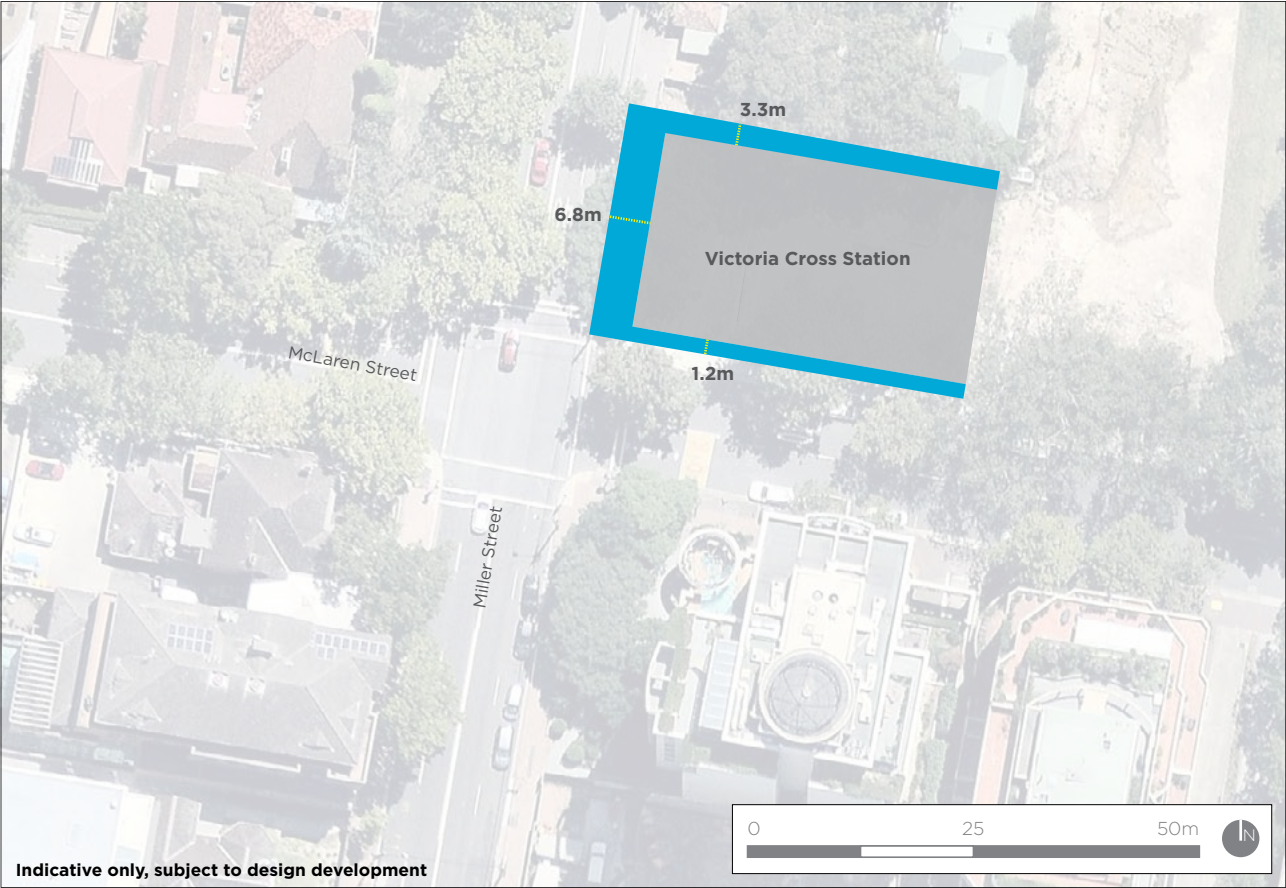 3.3m
6.8m
Victoria Cross Station
McLaren Street
1.2m
Miller Street
0 25 50m
N
Indicative only, subject to design development